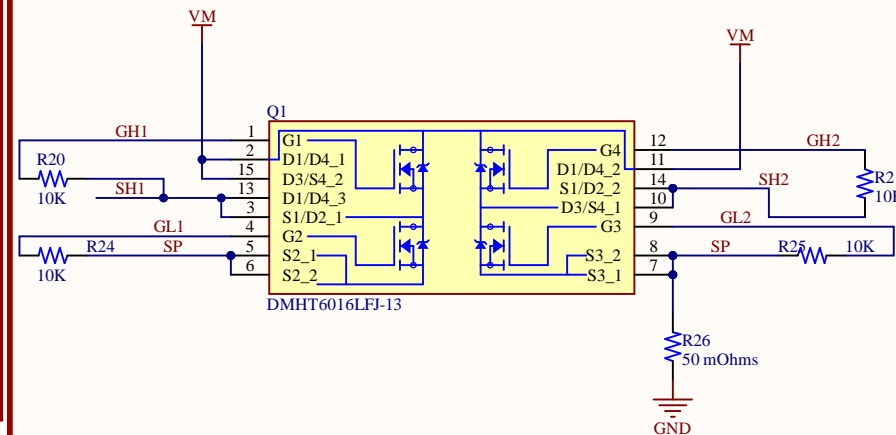 VM
VM
Q1
GH1
1
G1
G4
12
GH2
2
D1/D4_1
D1/D4_2
11
R20
10K
15
D3/S4_2
S1/D2_2
14
SH2
R2
10K
SH1
13
D1/D4_3
D3/S4_1
10
3
S1/D2_1
G3
9
GL2
GL1
4
G2
R24
10K
SP
5
S2_1
S3_2
8
SP
R25
10K
6
S2_2
S3_1
7
DMHT6016LFJ-13
R26
50 mOhms
GND